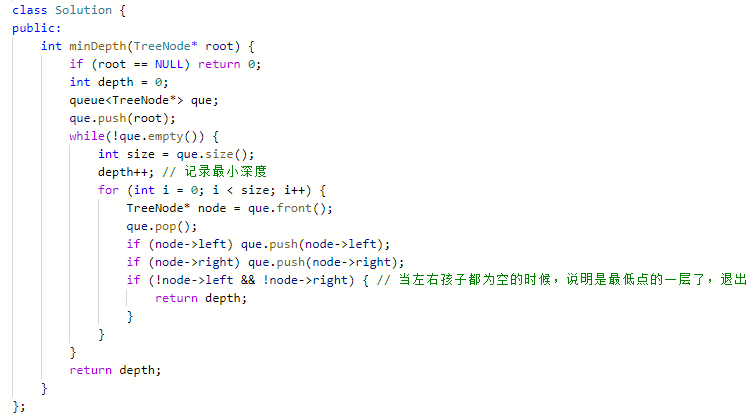 class Solution {
public:
    int minDepth(TreeNode* root) {
        if (root == NULL) return 0;
        int depth = 0;
        queue<TreeNode*> que;
        que.push(root);
        while(!que.empty()) {
            int size = que.size();
            depth++; // 记录最小深度
            for (int i = 0; i < size; i++) {
                TreeNode* node = que.front();
                que.pop();
                if (node->left) que.push(node->left);
                if (node->right) que.push(node->right);
                if (!node->left && !node->right) { // 当左右孩子都为空的时候，说明是最低点的一层了，退出
                    return depth;
                }
            }
        }
        return depth;
    }
};